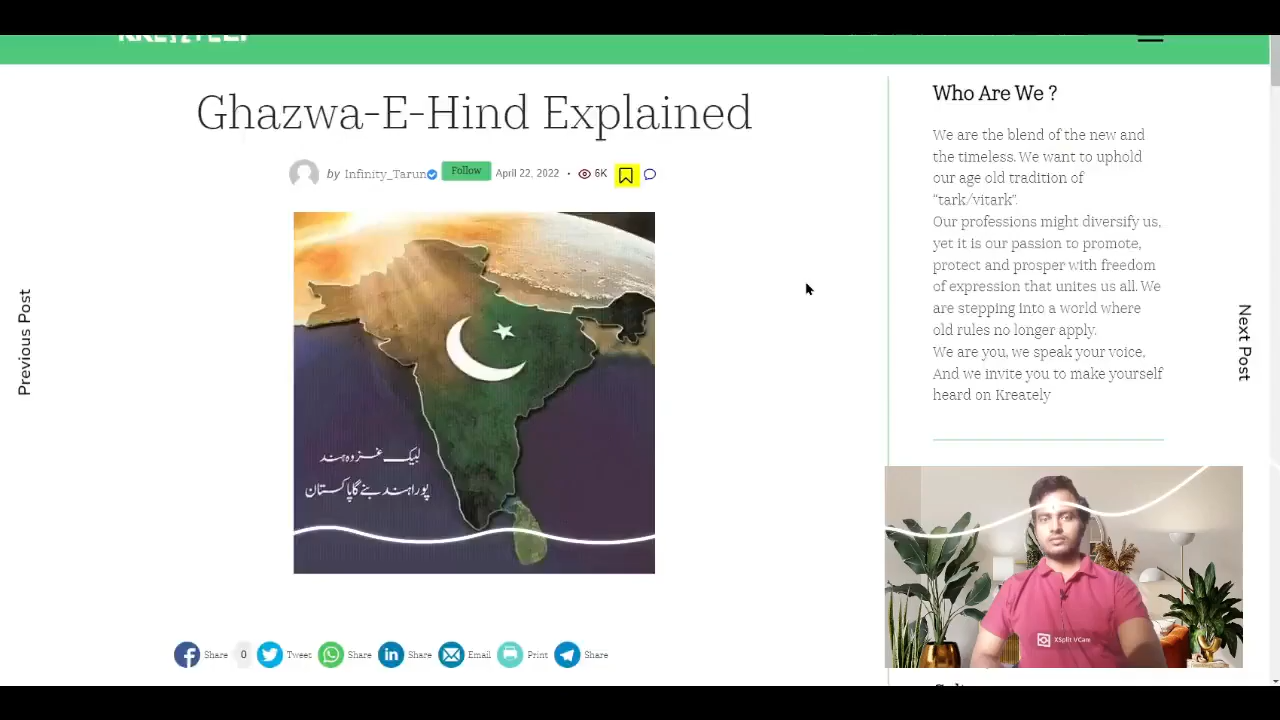 Ghazwa-E-Hind Explained
by Infinity_Tarun Follow April 22, 2022 • 6K
لبیک غزوہ ہند
پورا ہند بنے گا پاکستان
Share 0 Tweet Share Share Email Print Share
Previous Post
Who Are We ?
We are the blend of the new and
the timeless. We want to uphold
our age old tradition of
“tark/vitark”.
Our professions might diversify us,
yet it is our passion to promote,
protect and prosper with freedom
of expression that unites us all. We
are stepping into a world where
old rules no longer apply.
We are you, we speak your voice,
And we invite you to make yourself
heard on Kreately
Next Post
XSplit VCam